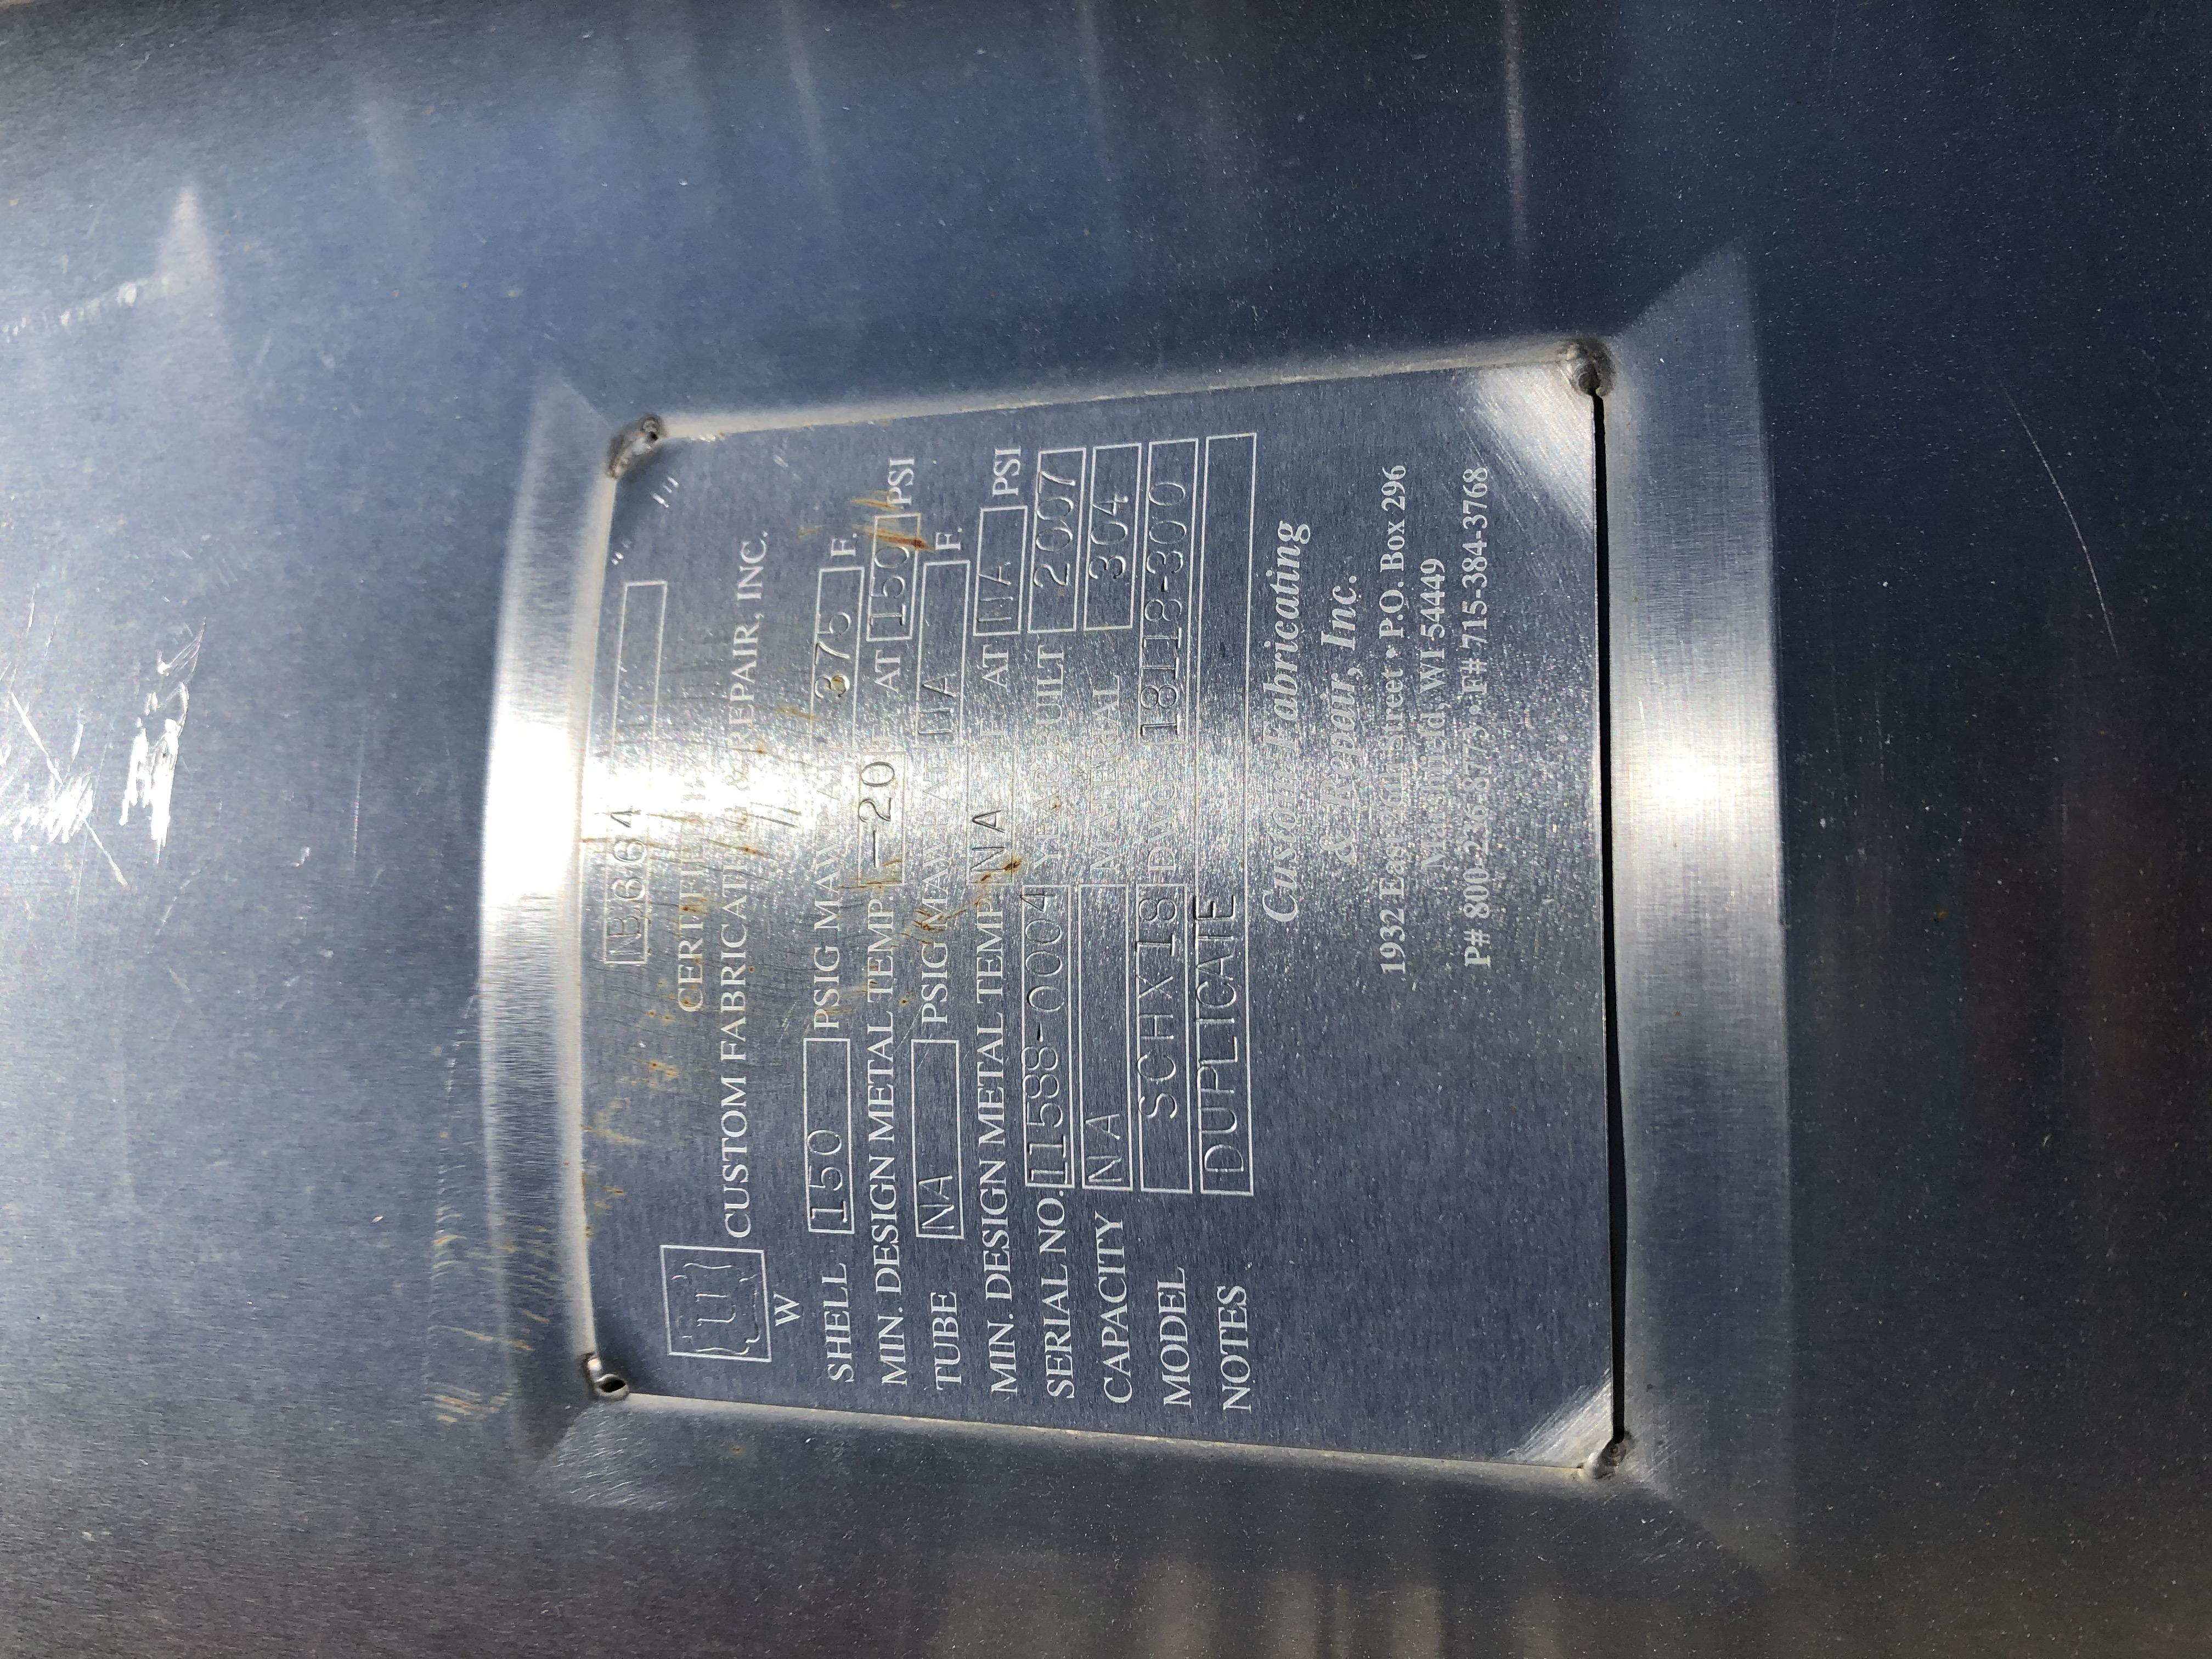 NB664
CERTIFIED BY
U CUSTOM FABRICATING & REPAIR, INC.
W
SHELL 150 PSIG MAWP AT 375 F.
MIN. DESIGN METAL TEMP. -20 AT 150 PSI
TUBE NA PSIG MAWP AT NA F.
MIN. DESIGN METAL TEMP. NA AT NA PSI
SERIAL NO. 11588-0004 YEAR BUILT 2007
CAPACITY NA MATERIAL 304
MODEL SCHX18 DWG 18118-300
NOTES DUPLICATE
Custom Fabricating
& Repair, Inc.
1932 East 26th Street • P.O. Box 296
Marshfield, WI 54449
P# 800-236-8773 • F# 715-384-3768